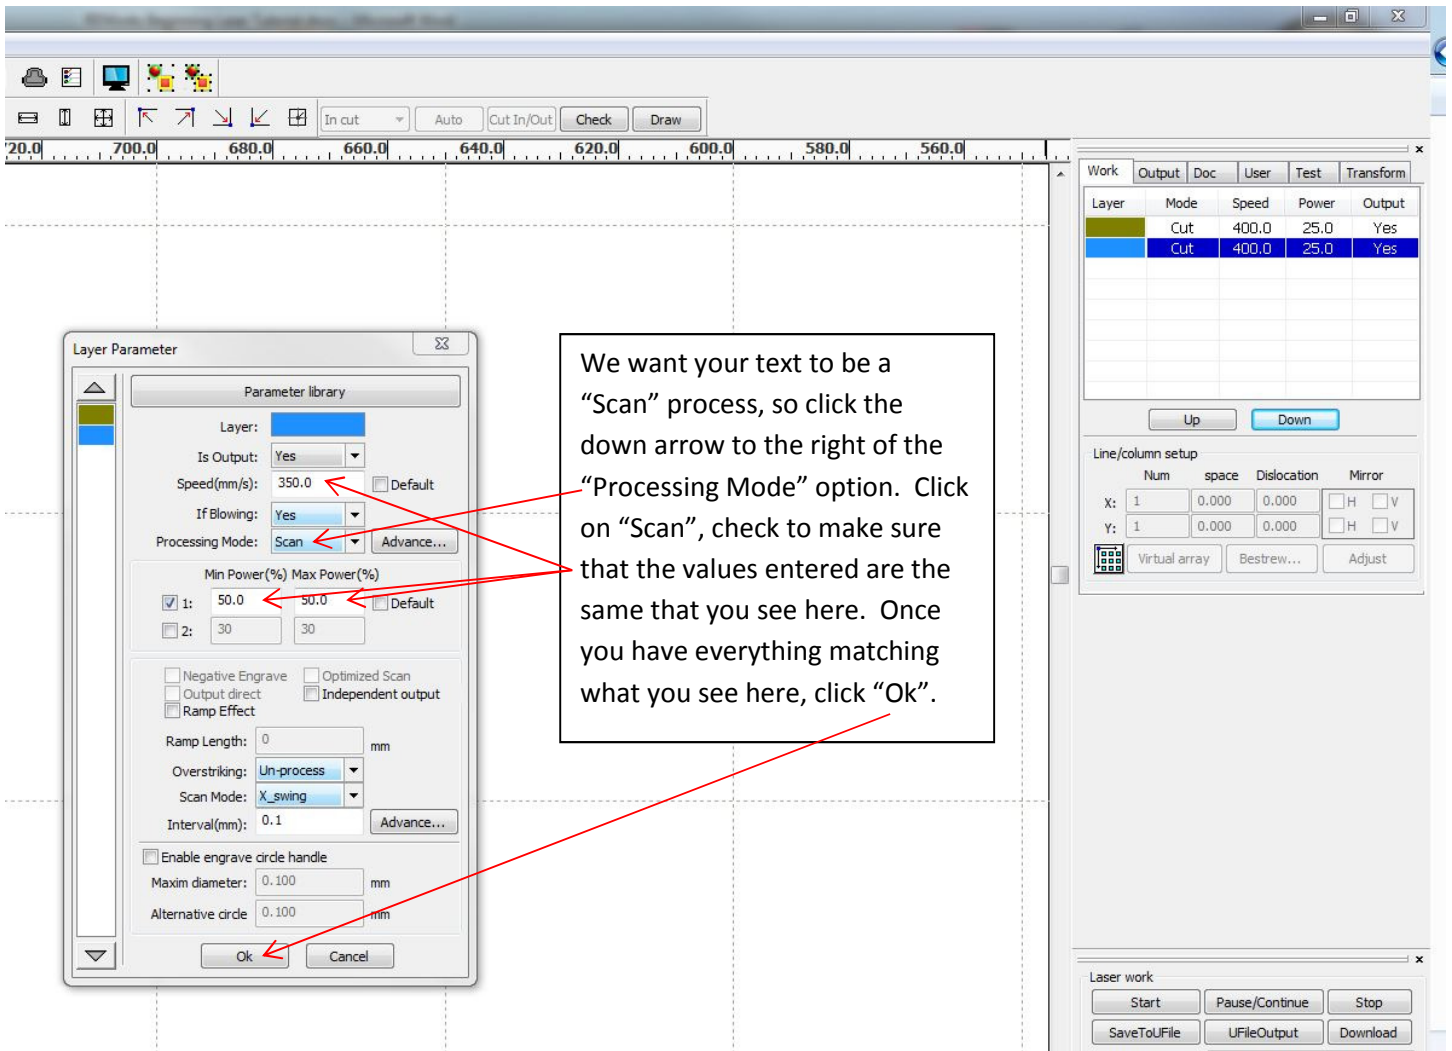 RDWorks Beginning Laser Tutorial.docx - Microsoft Word
In cut Auto Cut In/Out Check Draw
720.0 700.0 680.0 660.0 640.0 620.0 600.0 580.0 560.0
Work Output Doc User Test Transform
Layer Mode Speed Power Output
Cut 400.0 25.0 Yes
Cut 400.0 25.0 Yes
Up Down
Line/column setup
Num space Dislocation Mirror
X: 1 0.000 0.000 H V
Y: 1 0.000 0.000 H V
Virtual array Bestrew... Adjust
Layer Parameter
Parameter library
Layer:
Is Output: Yes
Speed(mm/s): 350.0 Default
If Blowing: Yes
Processing Mode: Scan Advance...
Min Power(%) Max Power(%)
1: 50.0 50.0 Default
2: 30 30
Negative Engrave Optimized Scan
Output direct Independent output
Ramp Effect
Ramp Length: 0 mm
Overstriking: Un-process
Scan Mode: X_swing
Interval(mm): 0.1 Advance...
Enable engrave circle handle
Maxim diameter: 0.100 mm
Alternative circle 0.100 mm
Ok Cancel
We want your text to be a
“Scan” process, so click the
down arrow to the right of the
“Processing Mode” option.  Click
on “Scan”, check to make sure
that the values entered are the
same that you see here.  Once
you have everything matching
what you see here, click “Ok”.
Laser work
Start Pause/Continue Stop
SaveToUFile UFileOutput Download